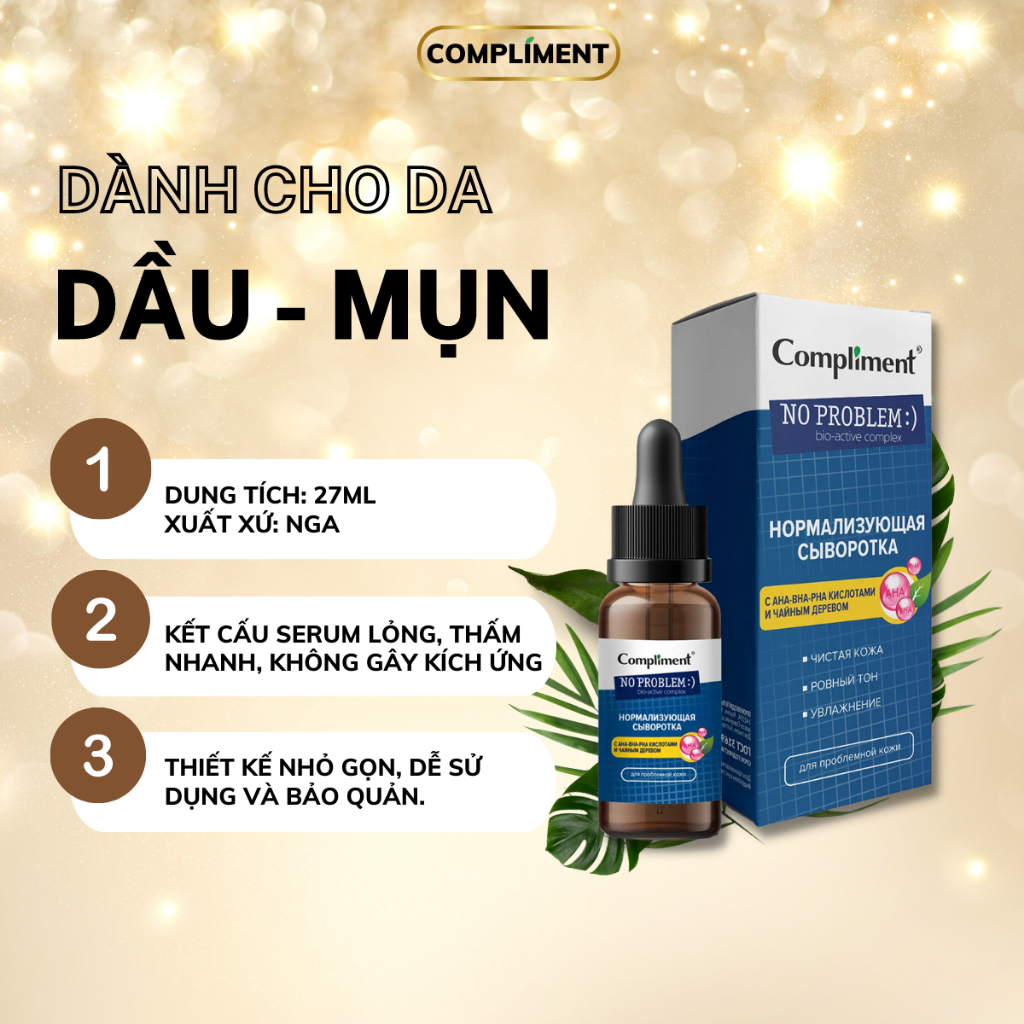 COMPLIMENT
DÀNH CHO DA
DẦU - MỤN
1
DUNG TÍCH: 27ML
XUẤT XỨ: NGA
2
KẾT CẤU SERUM LỎNG, THẤM
NHANH, KHÔNG GÂY KÍCH ỨNG
3
THIẾT KẾ NHỎ GỌN, DỄ SỬ
DỤNG VÀ BẢO QUẢN.
Compliment®
NO PROBLEM:)
bio-active complex
НОРМАЛИЗУЮЩАЯ
СЫВОРОТКА
С AHA-BHA-PHA КИСЛОТАМИ
И ЧАЙНЫМ ДЕРЕВОМ
AHA
▪ ЧИСТАЯ КОЖА
▪ РОВНЫЙ ТОН
▪ УВЛАЖНЕНИЕ
для проблемной кожи
Compliment®
NO PROBLEM:)
bio-active complex
НОРМАЛИЗУЮЩАЯ
СЫВОРОТКА
С AHA-BHA-PHA КИСЛОТАМИ
И ЧАЙНЫМ ДЕРЕВОМ
для проблемной кожи